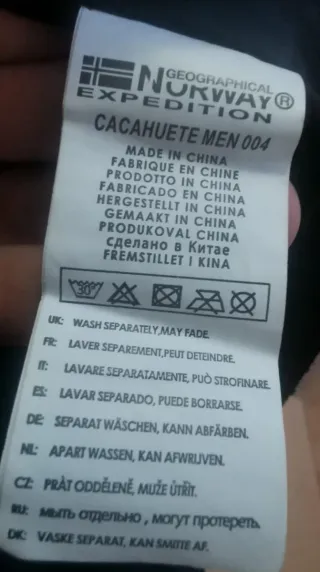 GEOGRAPHICAL
NORWAY®
EXPEDITION
CACAHUETE MEN 004
MADE IN CHINA
FABRIQUE EN CHINE
PRODOTTO IN CHINA
FABRICADO EN CHINA
HERGESTELLT IN CHINA
GEMAAKT IN CHINA
PRODUKOVAL CHINA
сделано в Китае
FREMSTILLET I KINA
30°
UK: WASH SEPARATELY,MAY FADE.
FR: LAVER SEPAREMENT,PEUT DETEINDRE.
IT: LAVARE SEPARATAMENTE, PUÒ STROFINARE.
ES: LAVAR SEPARADO, PUEDE BORRARSE.
DE: SEPARAT WÄSCHEN, KANN ABFÄRBEN.
NL: APART WASSEN, KAN AFWRIJVEN.
CZ: PRÀT ODDĚLENĚ, MUŽE ÚTŘÍT.
RU: мыть отдельно, могут протереть.
DK: VASKE SEPARAT, KAN SMITTE AF.